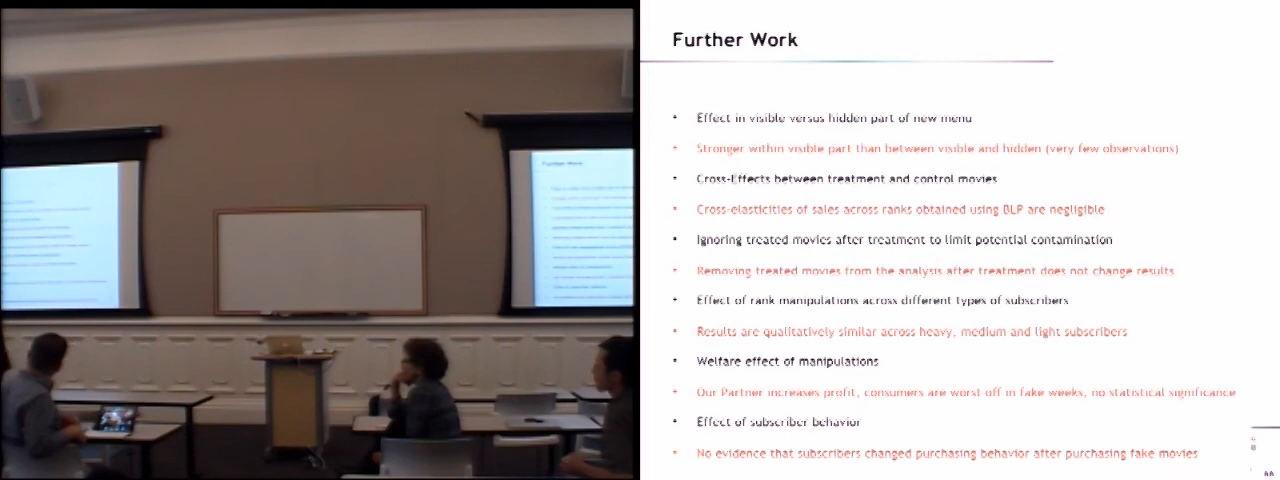 Further Work
• Effect in visible versus hidden part of new menu
• Stronger within visible part than between visible and hidden (very few observations)
• Cross-Effects between treatment and control movies
• Cross-elasticities of sales across ranks obtained using BLP are negligible
• Ignoring treated movies after treatment to limit potential contamination
• Removing treated movies from the analysis after treatment does not change results
• Effect of rank manipulations across different types of subscribers
• Results are qualitatively similar across heavy, medium and light subscribers
• Welfare effect of manipulations
• Our Partner increases profit, consumers are worst off in fake weeks, no statistical significance
• Effect of subscriber behavior
• No evidence that subscribers changed purchasing behavior after purchasing fake movies